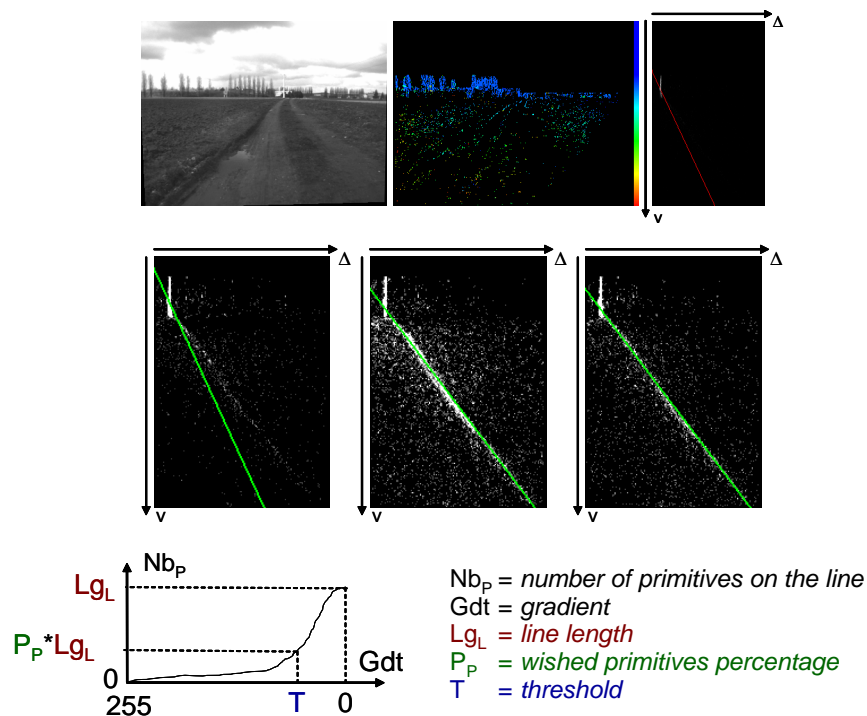 Δ
v
Δ
Δ
Δ
v
v
v
Nb_P
Lg_L
P_P*Lg_L
0
Gdt
255
T
0
Nb_P = number of primitives on the line
Gdt = gradient
Lg_L = line length
P_P = wished primitives percentage
T = threshold